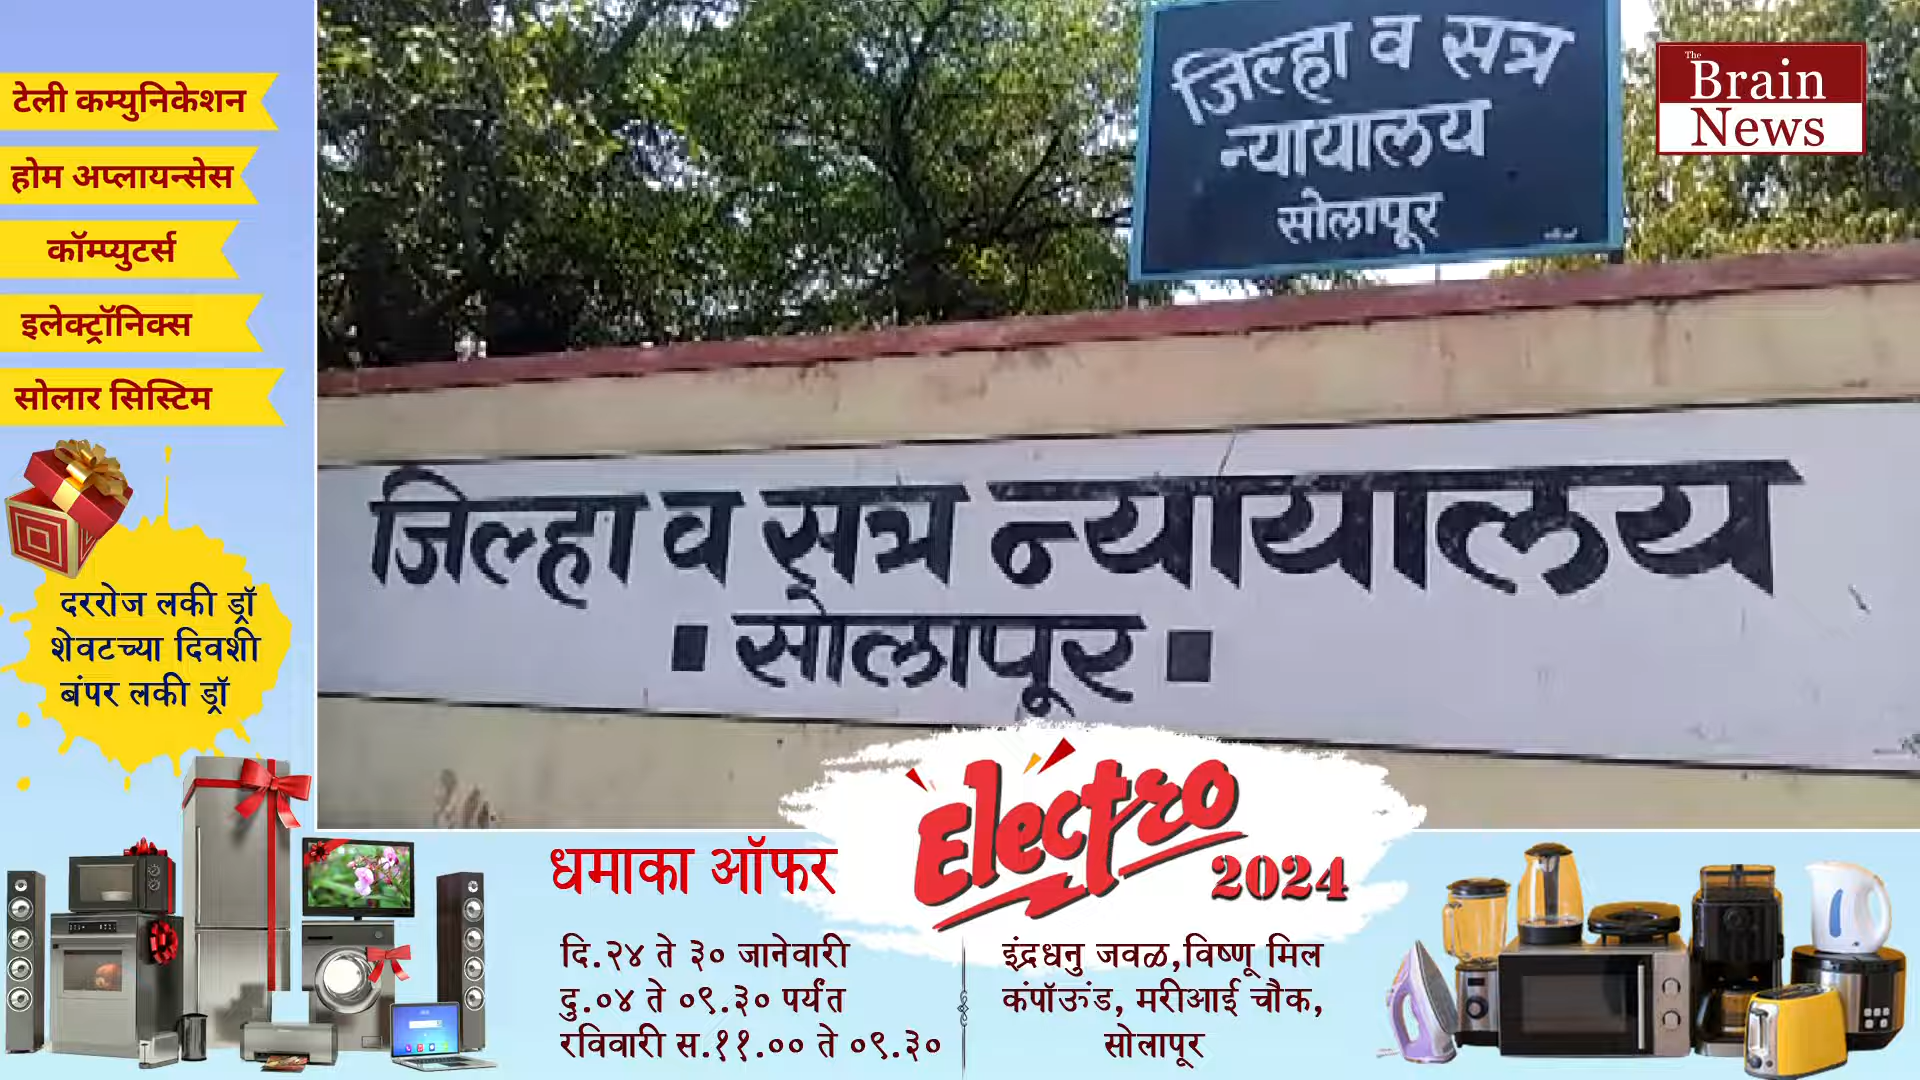 टेली कम्युनिकेशन
होम अप्लायन्सेस
कॉम्प्युटर्स
इलेक्ट्रॉनिक्स
सोलार सिस्टिम
दररोज लकी ड्रॉ
शेवटच्या दिवशी
बंपर लकी ड्रॉ
जिल्हा व सत्र
न्यायालय
सोलापूर
The
Brain
News
जिल्हा व सत्र न्यायालय
सोलापूर
Electro
2024
धमाका ऑफर
दि.२४ ते ३० जानेवारी
दु.०४ ते ०९.३० पर्यंत
रविवारी स.११.०० ते ०९.३०
इंद्रधनु जवळ,विष्णू मिल
कंपॉऊंड, मरीआई चौक,
सोलापूर